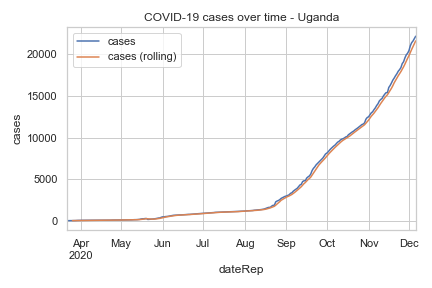 COVID-19 cases over time - Uganda
cases
cases (rolling)
cases
20000
15000
10000
5000
0
Apr May Jun Jul Aug Sep Oct Nov Dec
2020
dateRep